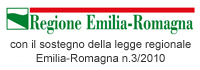 Regione Emilia-Romagna
con il sostegno della legge regionale
Emilia-Romagna n.3/2010